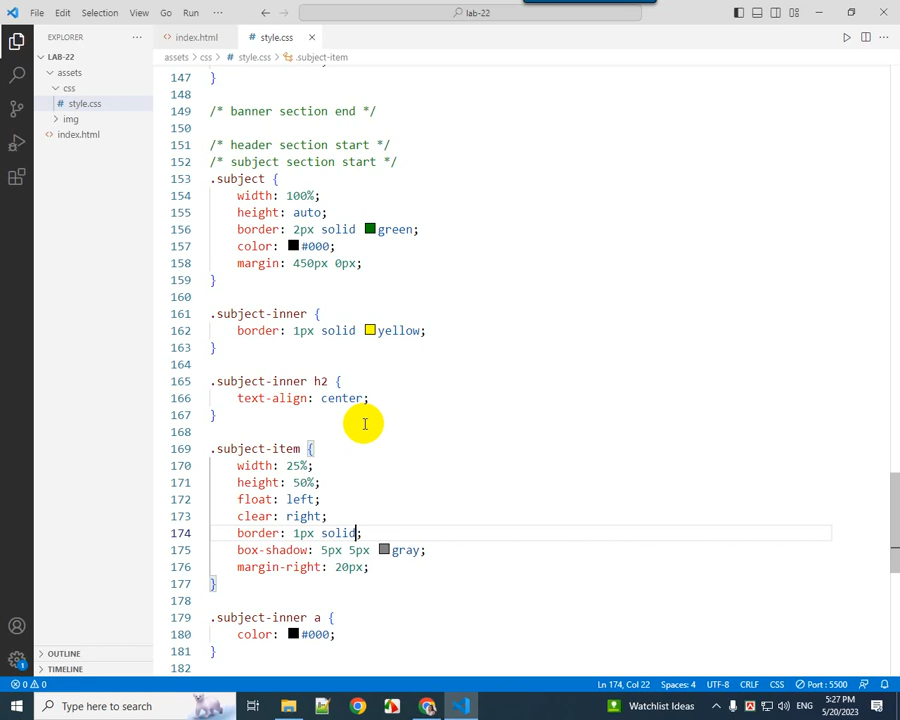 File Edit Selection View Go Run ··· lab-22
EXPLORER ···
index.html style.css
assets > css > style.css > .subject-item
LAB-22
assets
css
style.css
img
index.html
147 }
148
149 /* banner section end */
150
151 /* header section start */
152 /* subject section start */
153 .subject {
154 width: 100%;
155 height: auto;
156 border: 2px solid green;
157 color: #000;
158 margin: 450px 0px;
159 }
160
161 .subject-inner {
162 border: 1px solid yellow;
163 }
164
165 .subject-inner h2 {
166 text-align: center;
167 }
168
169 .subject-item {
170 width: 25%;
171 height: 50%;
172 float: left;
173 clear: right;
174 border: 1px solid;
175 box-shadow: 5px 5px gray;
176 margin-right: 20px;
177 }
178
179 .subject-inner a {
180 color: #000;
181 }
182
OUTLINE
TIMELINE
1
0 0 Ln 174, Col 22 Spaces: 4 UTF-8 CRLF CSS Port : 5500
Type here to search Watchlist Ideas ENG 5:27 PM
5/20/2023